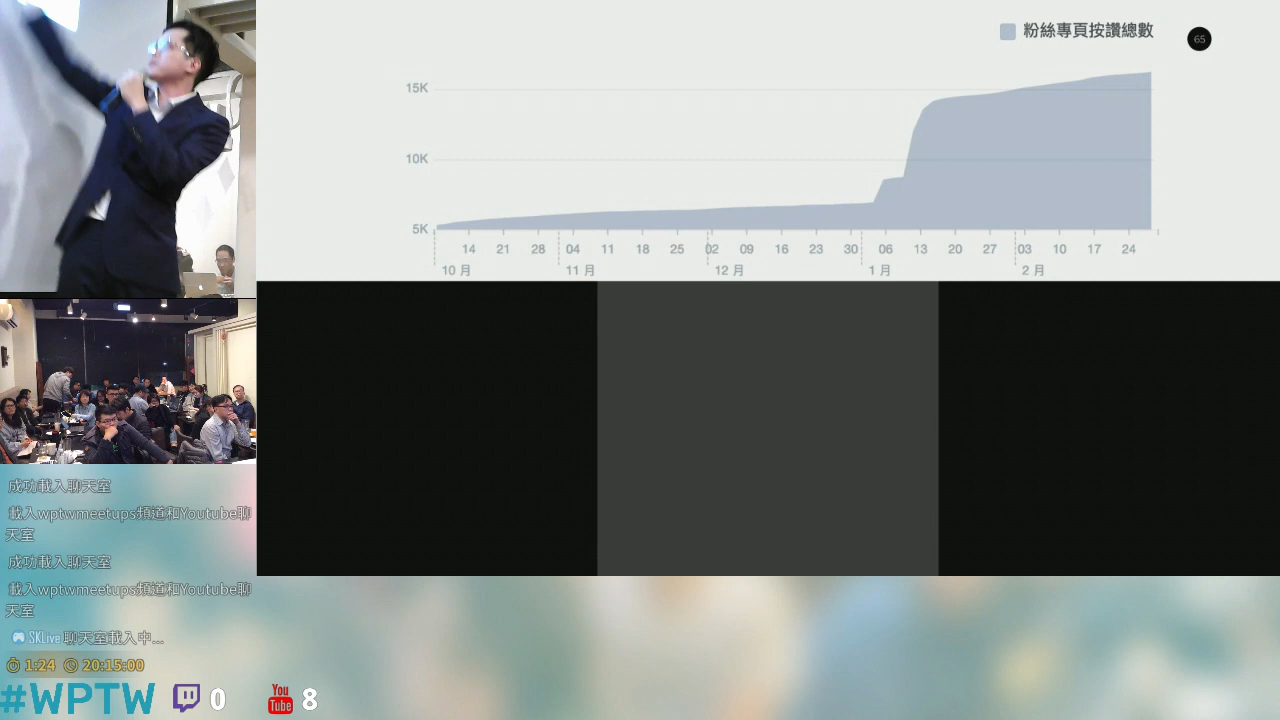 粉絲專頁按讚總數
65
15K
10K
5K
14 21 28 04 11 18 25 02 09 16 23 30 06 13 20 27 03 10 17 24
10 月 11 月 12 月 1 月 2 月
成功載入聊天室
載入wptwmeetups頻道和Youtube聊
天室
成功載入聊天室
載入wptwmeetups頻道和Youtube聊
天室
SKLive 聊天室載入中...
1:24 20:15:00
#WPTW 0 You Tube 8